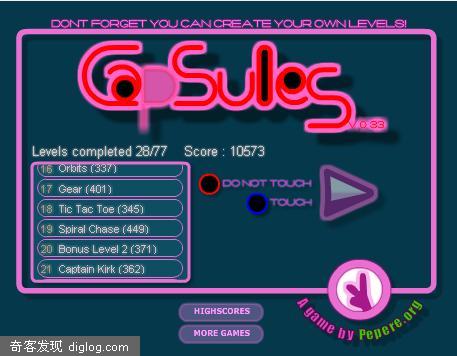 DONT FORGET YOU CAN CREATE YOUR OWN LEVELS!
CapSules
V 0.33
Levels completed 28/77 Score : 10573
16 Orbits (337)
17 Gear (401)
18 Tic Tac Toe (345)
19 Spiral Chase (449)
20 Bonus Level 2 (371)
21 Captain Kirk (362)
DO NOT TOUCH
TOUCH
HIGHSCORES
MORE GAMES
A game by Pepere.org
奇客发现 diglog.com